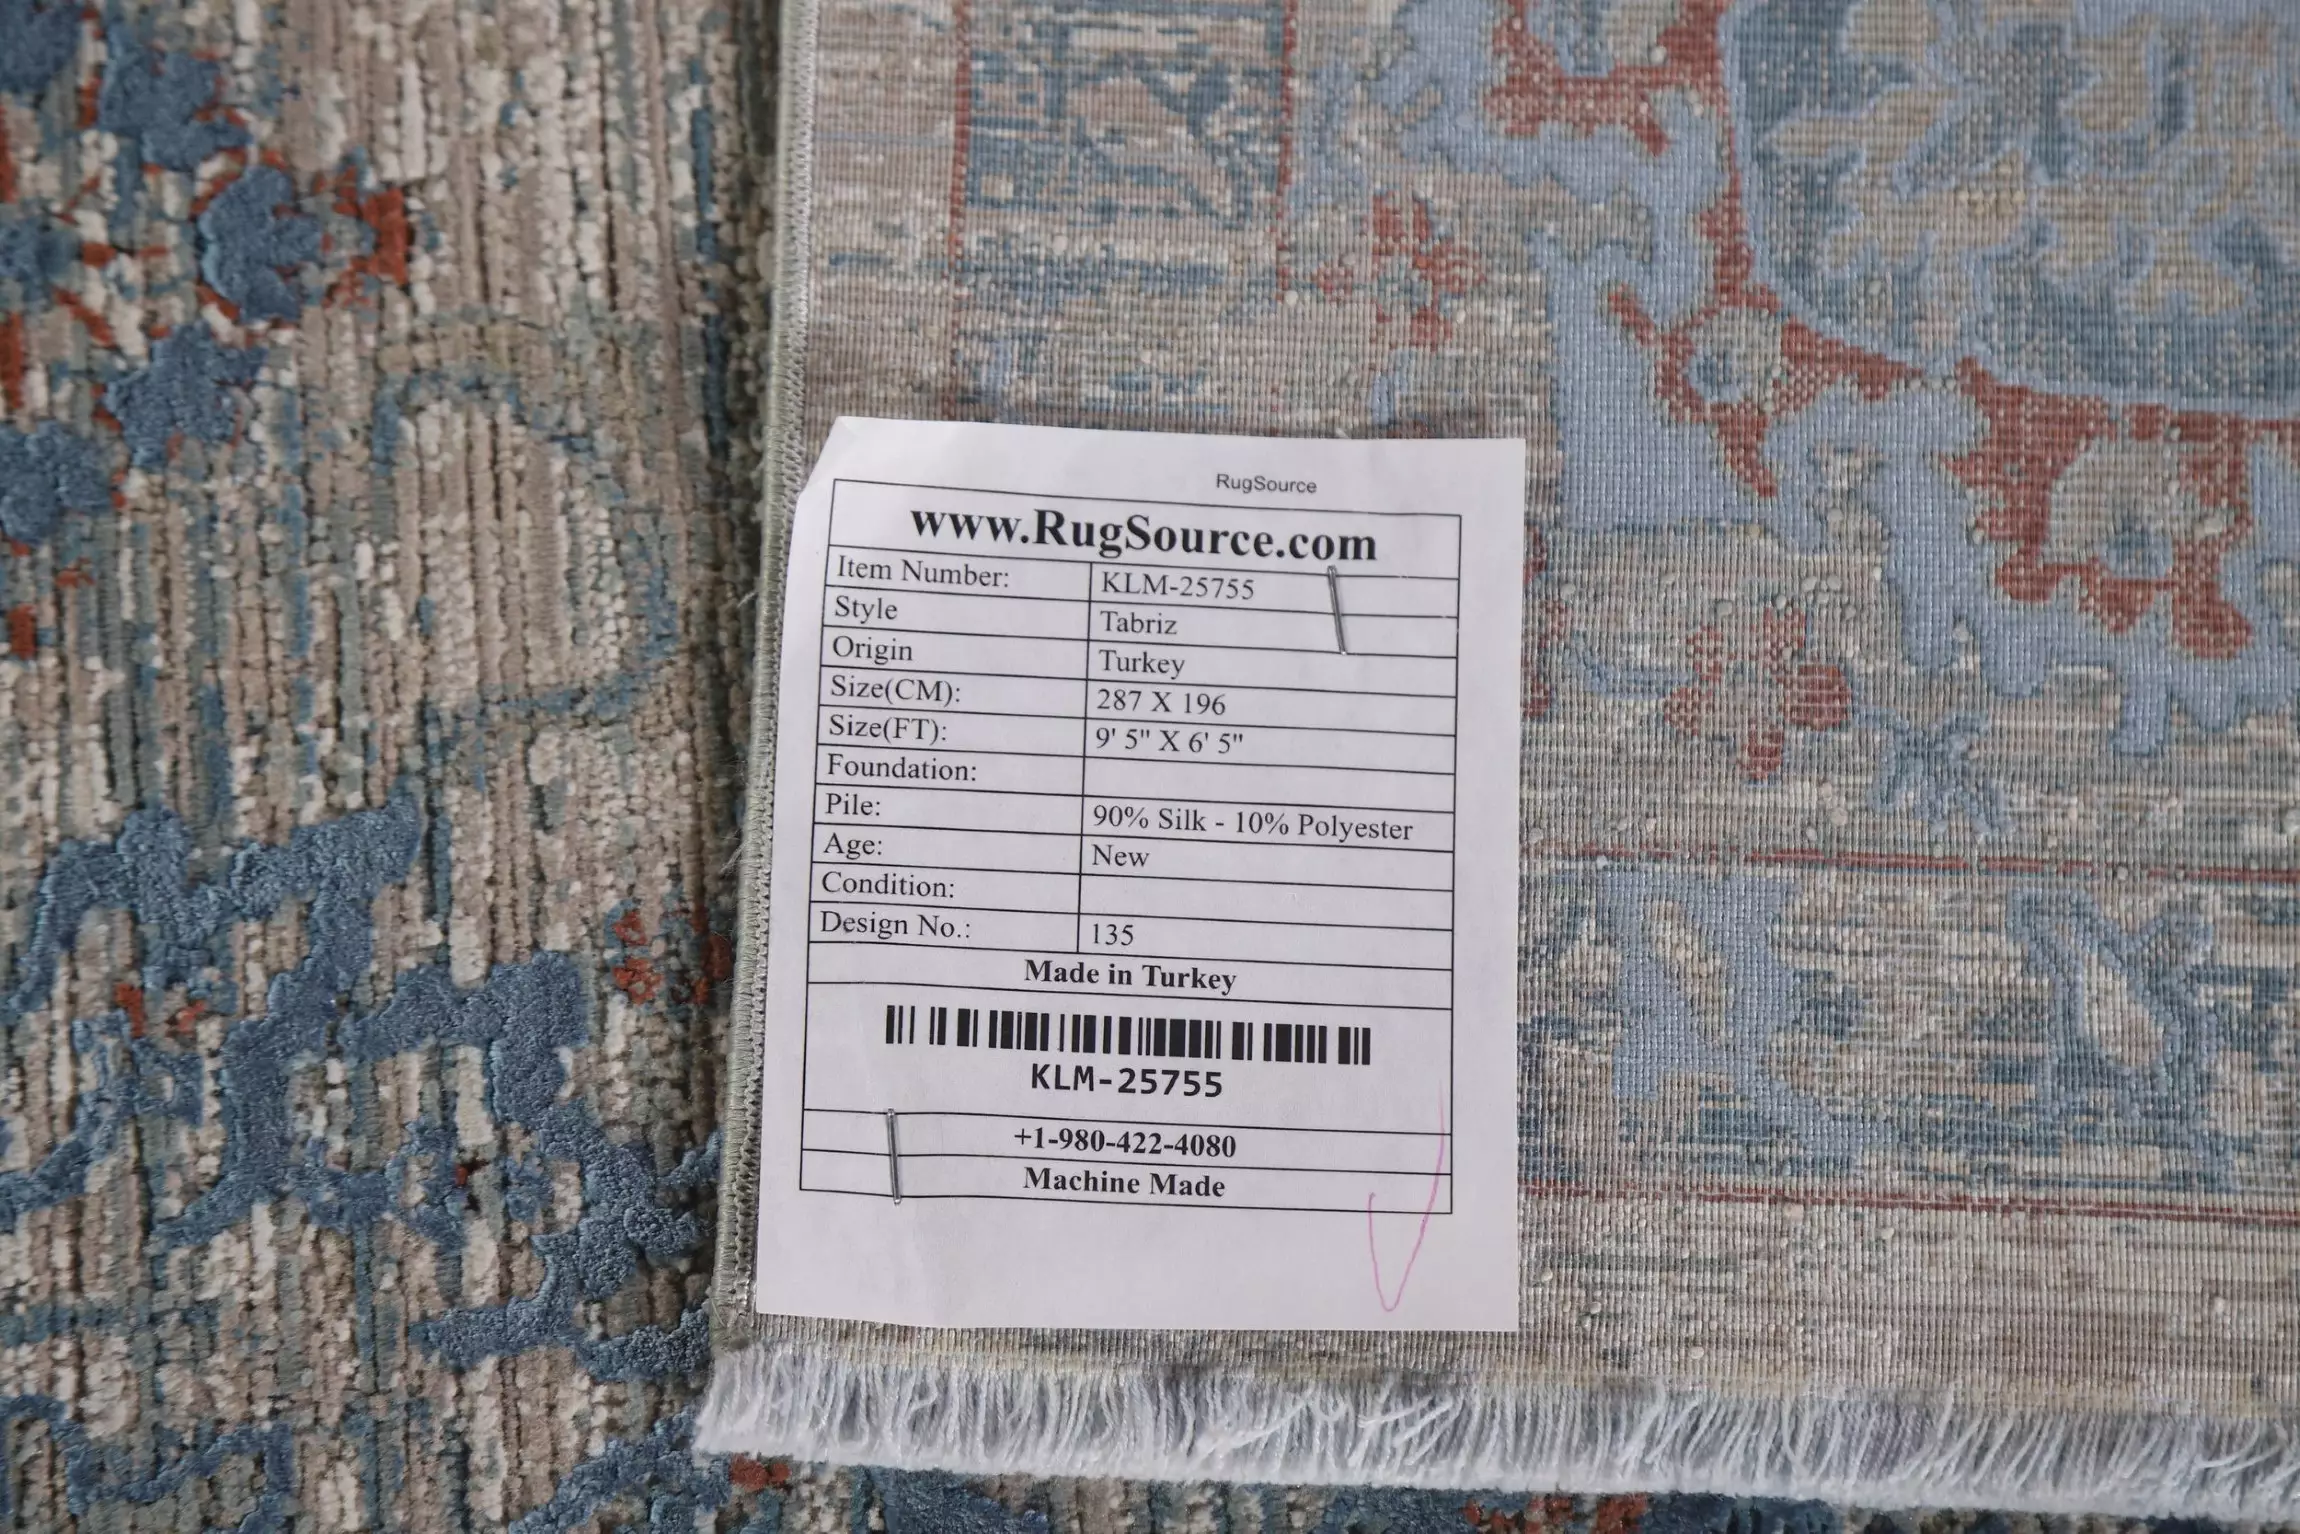 RugSource
www.RugSource.com
Item Number: KLM-25755
Style Tabriz
Origin Turkey
Size(CM): 287 X 196
Size(FT): 9' 5" X 6' 5"
Foundation:
Pile: 90% Silk - 10% Polyester
Age: New
Condition:
Design No.: 135
Made in Turkey
KLM-25755
+1-980-422-4080
Machine Made